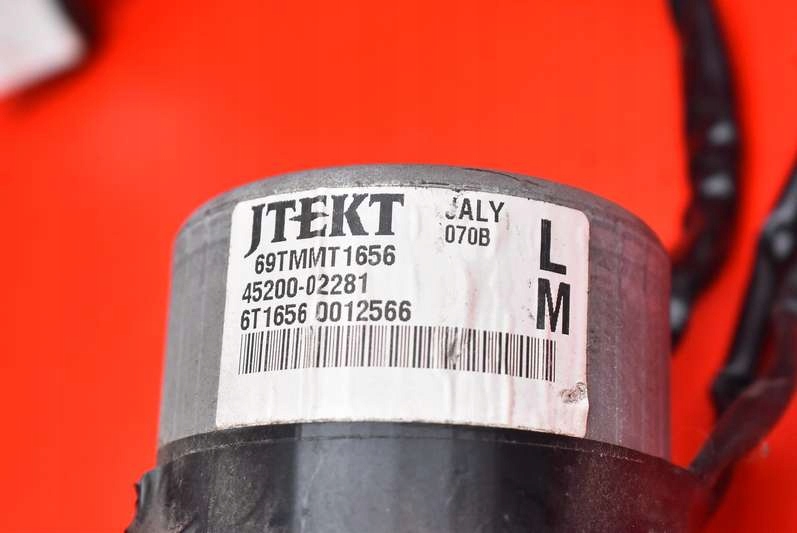 JTEKT
JALY
070B
69TMMT1656
45200-02281
6T1656 0012566
L
M